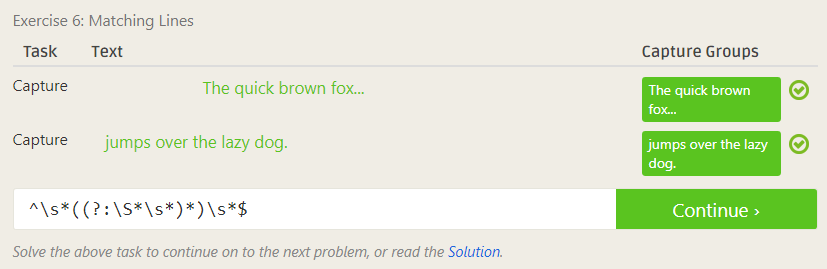 Exercise 6: Matching Lines
Task Text Capture Groups
Capture The quick brown fox... The quick brown
fox...
Capture jumps over the lazy dog. jumps over the lazy
dog.
^\s*((?:\S*\s*)*)\s*$ Continue ›
Solve the above task to continue on to the next problem, or read the Solution.